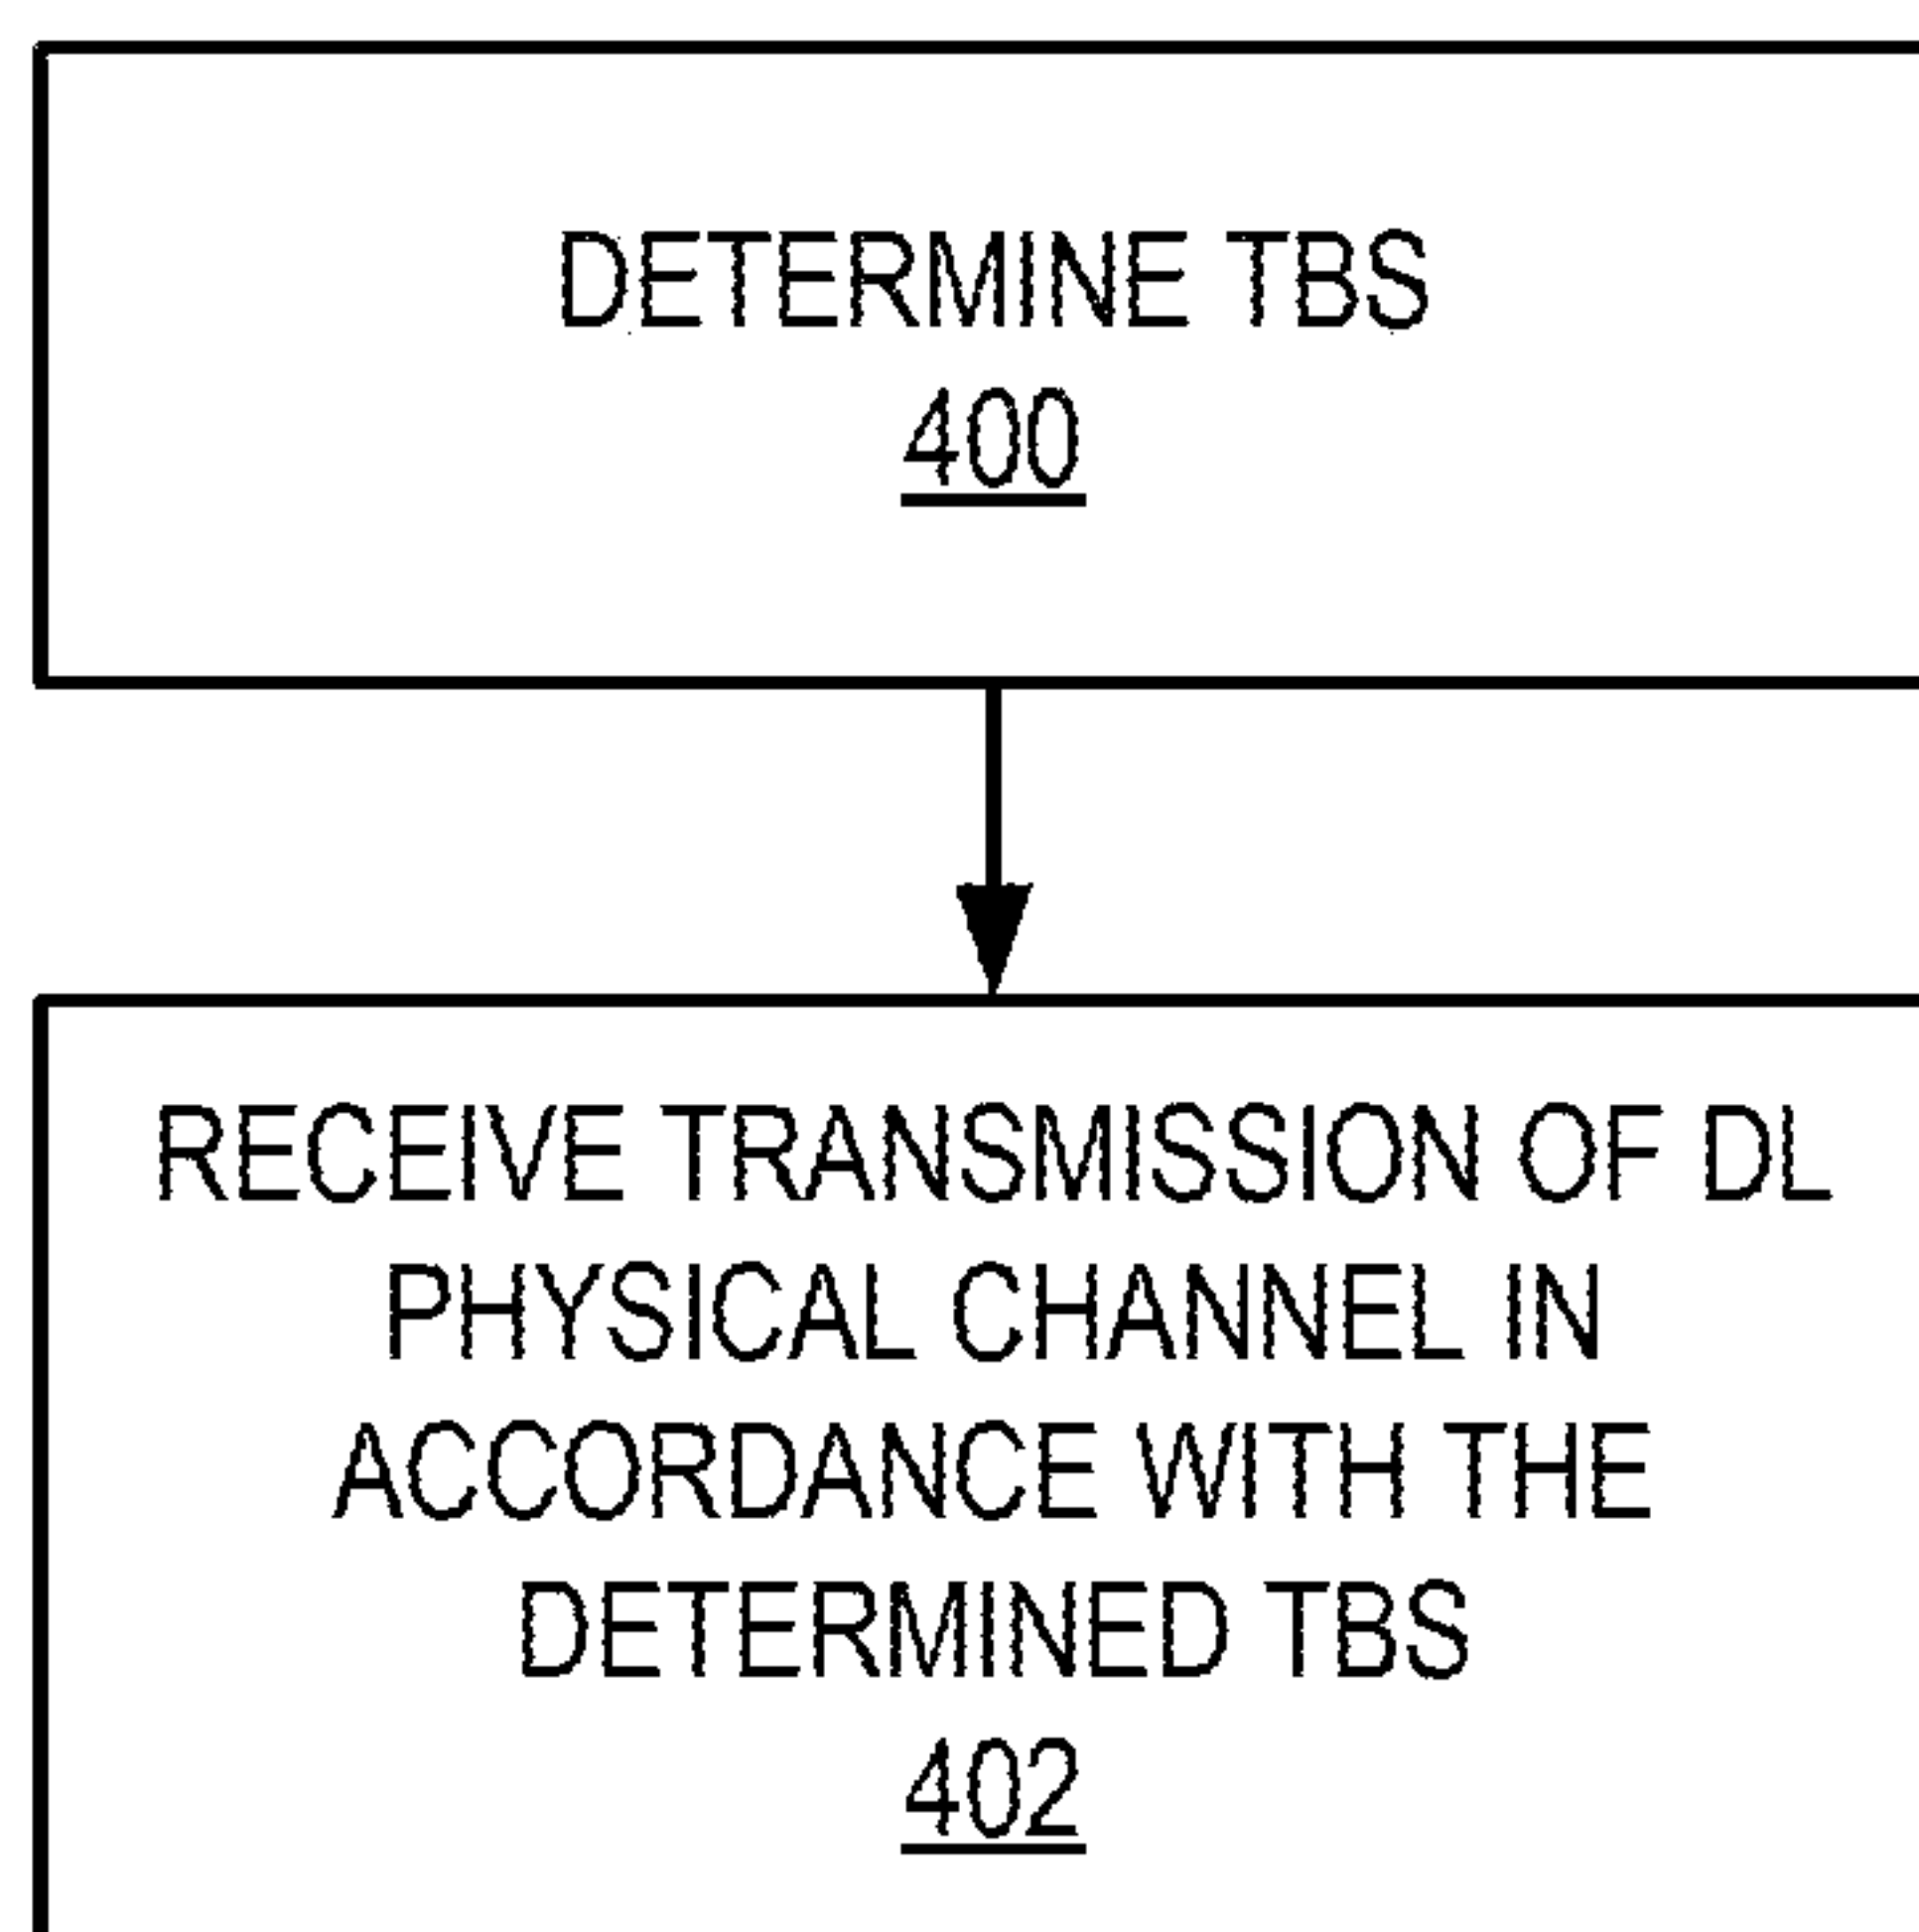 DETERMINE TBS
400
RECEIVE TRANSMISSION OF DL
PHYSICAL CHANNEL IN
ACCORDANCE WITH THE
DETERMINED TBS
402